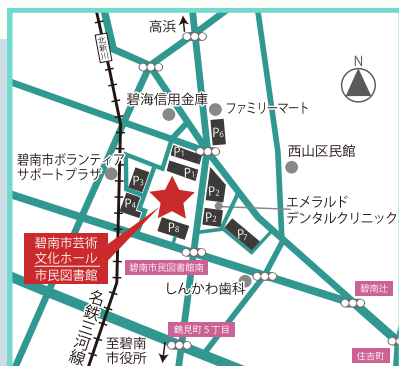 高浜
北新川
N
碧海信用金庫
ファミリーマート
P6
碧南市ボランティア
サポートプラザ
P1
P1
西山区民館
P3
P2
P4
エメラルド
デンタルクリニック
P2
P8
P7
碧南市芸術
文化ホール
市民図書館
碧南市民図書館南
しんかわ歯科
碧南辻
名鉄三河線
鶴見町5丁目
至碧南
市役所
住吉町